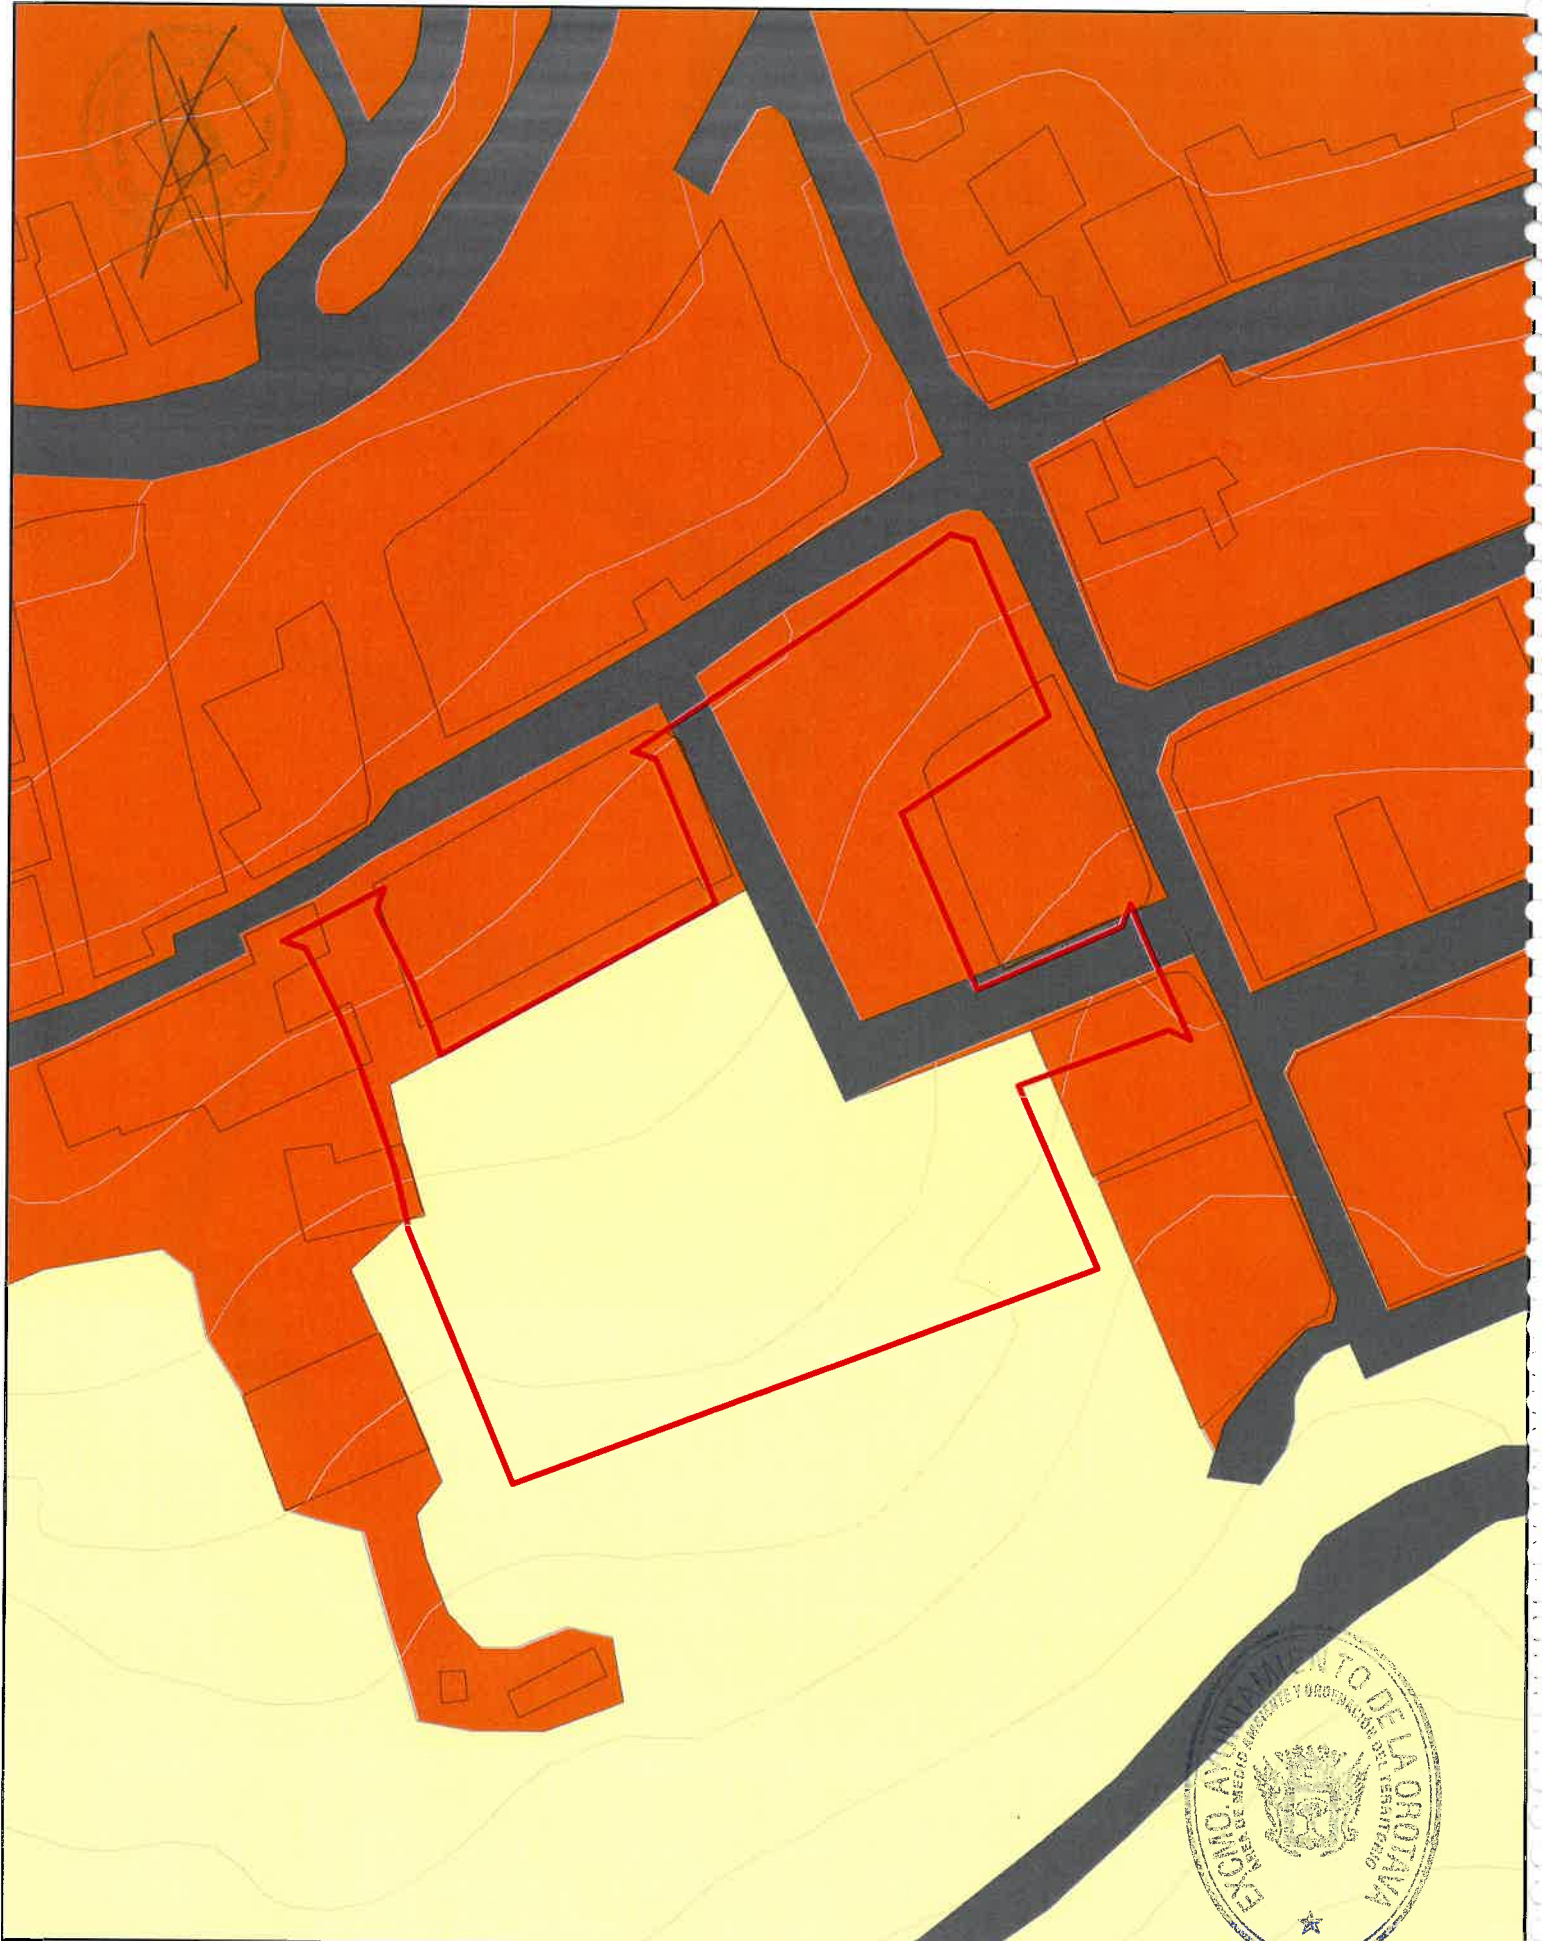 EXCMO. AYUNTAMIENTO DE LA OROTAVA
ÁREA DE MEDIO AMBIENTE Y ORDENACIÓN DEL TERRITORIO